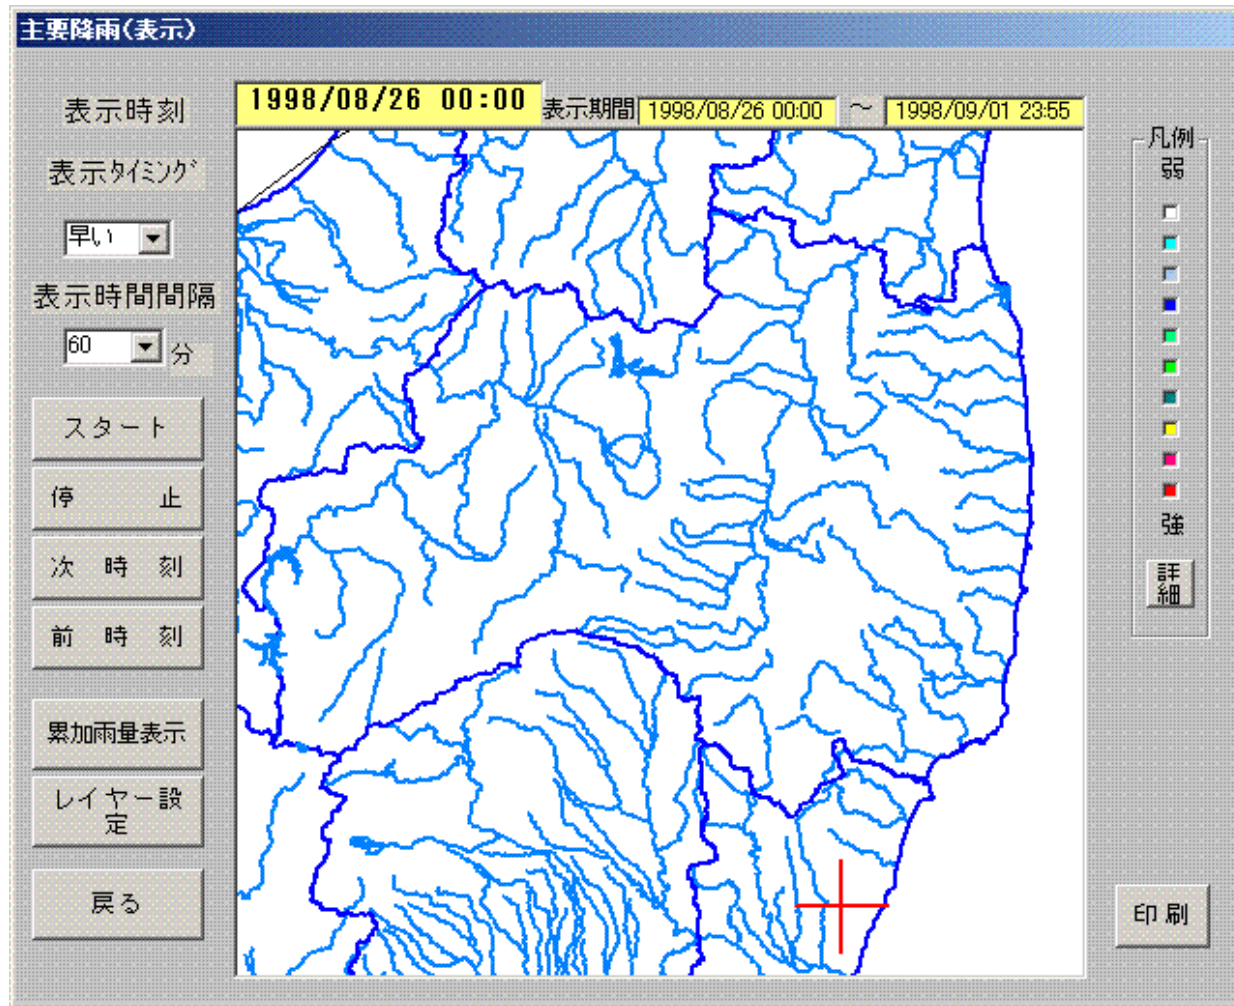 主要降雨(表示)
表示時刻
1998/08/26 00:00
表示期間
1998/08/26 00:00
～
1998/09/01 23:55
表示ﾀｲﾐﾝｸﾞ
早い
表示時間間隔
60
分
スタート
停 止
次 時 刻
前 時 刻
累加雨量表示
レイヤー設
定
戻る
凡例
弱
強
詳
細
印刷